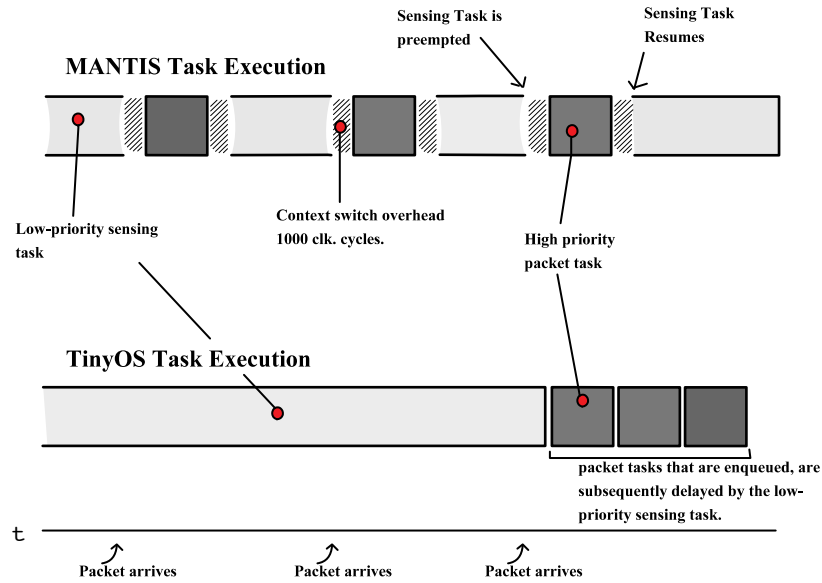 Sensing Task is
preempted
Sensing Task
Resumes
MANTIS Task Execution
Low-priority sensing
task
Context switch overhead
1000 clk. cycles.
High priority
packet task
TinyOS Task Execution
packet tasks that are enqueued, are
subsequently delayed by the low-
priority sensing task.
t
Packet arrives
Packet arrives
Packet arrives